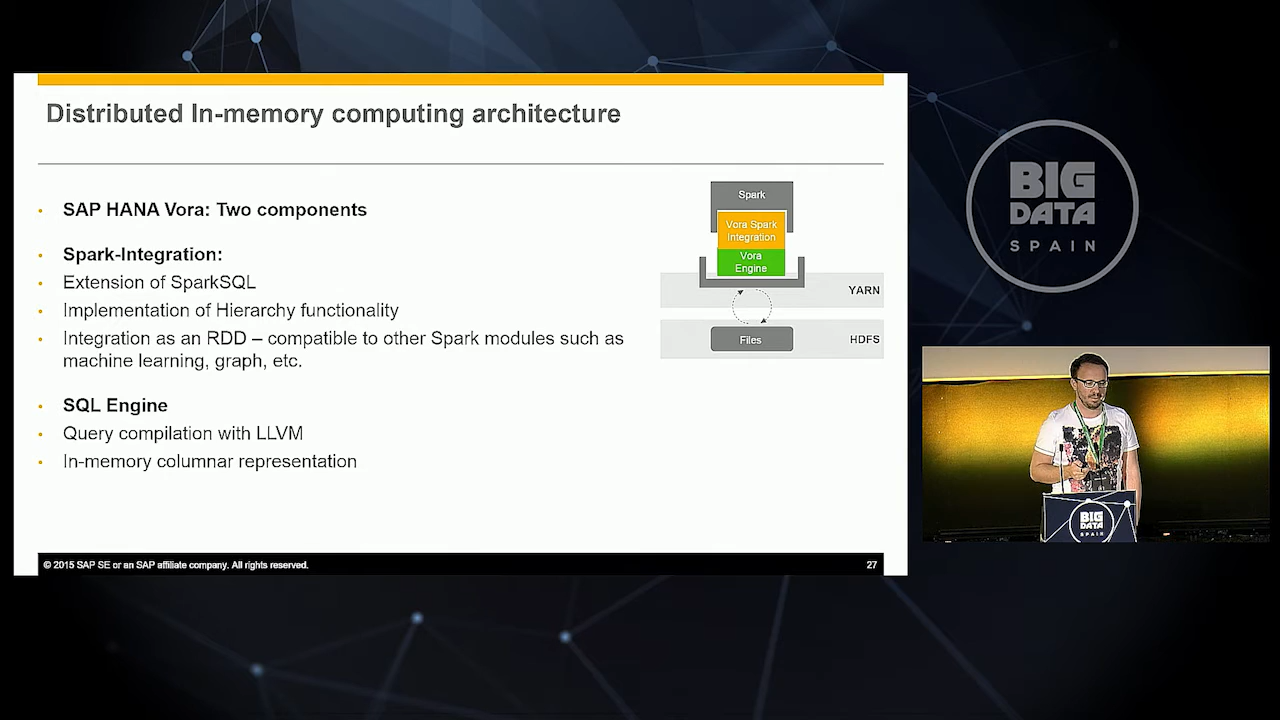 Distributed In-memory computing architecture
SAP HANA Vora: Two components
Spark-Integration:
Extension of SparkSQL
Implementation of Hierarchy functionality
Integration as an RDD – compatible to other Spark modules such as
machine learning, graph, etc.
SQL Engine
Query compilation with LLVM
In-memory columnar representation
Spark
Vora Spark
Integration
Vora
Engine
YARN
Files
HDFS
© 2015 SAP SE or an SAP affiliate company. All rights reserved.
27
BIG
DATA
SPAIN
BIG
DATA
SPAIN